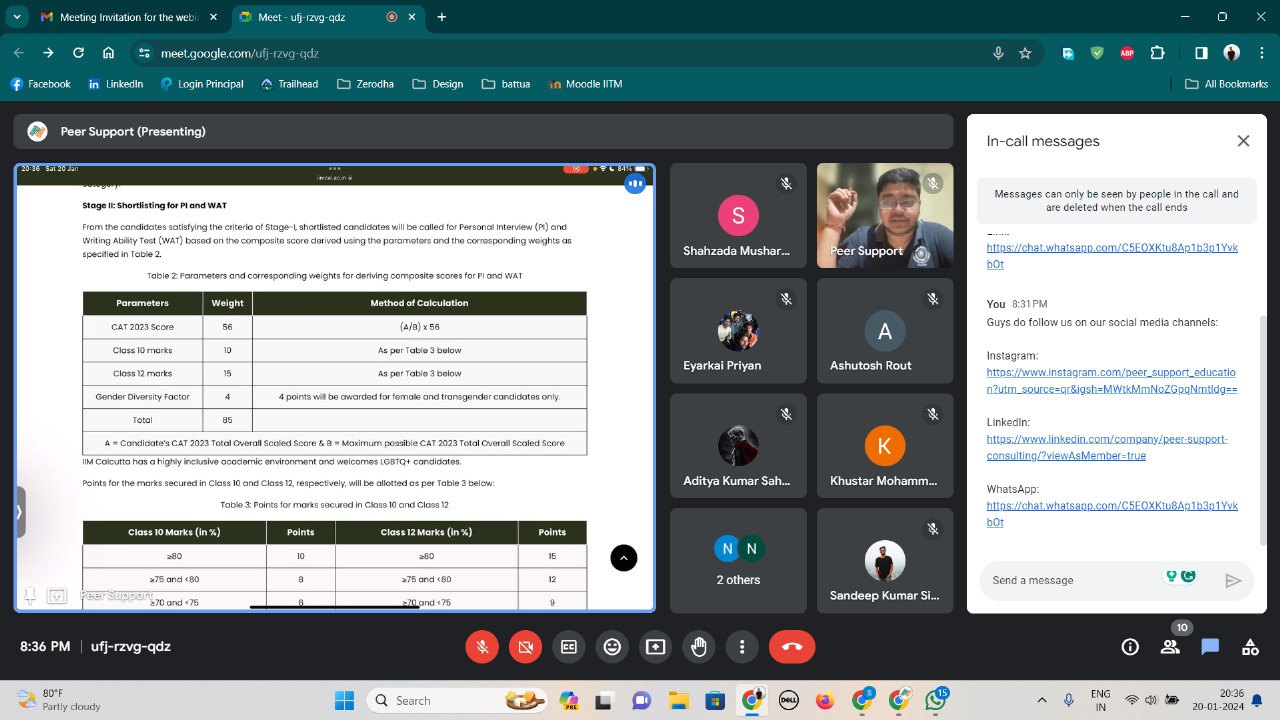 Meeting Invitation for the webi
Meet - ufj-rzvg-qdz
meet.google.com/ufj-rzvg-qdz
ABP
Facebook
LinkedIn
Login Principal
Trailhead
Zerodha
Design
battua
Moodle IITM
All Bookmarks
Peer Support (Presenting)
20:36 Sat 20 Jan
iimcal.ac.in
84%
category.
Stage II: Shortlisting for PI and WAT
From the candidates satisfying the criteria of Stage-I, shortlisted candidates will be called for Personal Interview (PI) and
Writing Ability Test (WAT) based on the composite score derived using the parameters and the corresponding weights as
specified in Table 2.
Table 2: Parameters and corresponding weights for deriving composite scores for PI and WAT
Parameters Weight Method of Calculation
CAT 2023 Score 56 (A/B) x 56
Class 10 marks 10 As per Table 3 below
Class 12 marks 15 As per Table 3 below
Gender Diversity Factor 4 4 points will be awarded for female and transgender candidates only.
Total 85
A = Candidate's CAT 2023 Total Overall Scaled Score & B = Maximum possible CAT 2023 Total Overall Scaled Score
IIM Calcutta has a highly inclusive academic environment and welcomes LGBTQ+ candidates.
Points for the marks secured in Class 10 and Class 12, respectively, will be allotted as per Table 3 below:
Table 3: Points for marks secured in Class 10 and Class 12
Class 10 Marks (in %) Points Class 12 Marks (in %) Points
≥80 10 ≥80 15
≥75 and <80 8 ≥75 and <80 12
≥70 and <75 6 ≥70 and <75 9
Peer Support
S
Shahzada Mushar...
Peer Support
Eyarkai Priyan
A
Ashutosh Rout
Aditya Kumar Sah...
K
Khustar Mohamm...
N N
2 others
Sandeep Kumar Si...
In-call messages
Messages can only be seen by people in the call and
are deleted when the call ends
https://chat.whatsapp.com/C5EOXKtu8Ap1b3p1Yvk
bOt
You 8:31 PM
Guys do follow us on our social media channels:
Instagram:
https://www.instagram.com/peer_support_educatio
n?utm_source=qr&igsh=MWtkMmNoZGpqNmtldg==
LinkedIn:
https://www.linkedin.com/company/peer-support-
consulting/?viewAsMember=true
WhatsApp:
https://chat.whatsapp.com/C5EOXKtu8Ap1b3p1Yvk
bOt
Send a message
8:36 PM
ufj-rzvg-qdz
10
80°F
Partly cloudy
Search
PRE
DELL
S
15
ENG
IN
20:36
20-01-2024